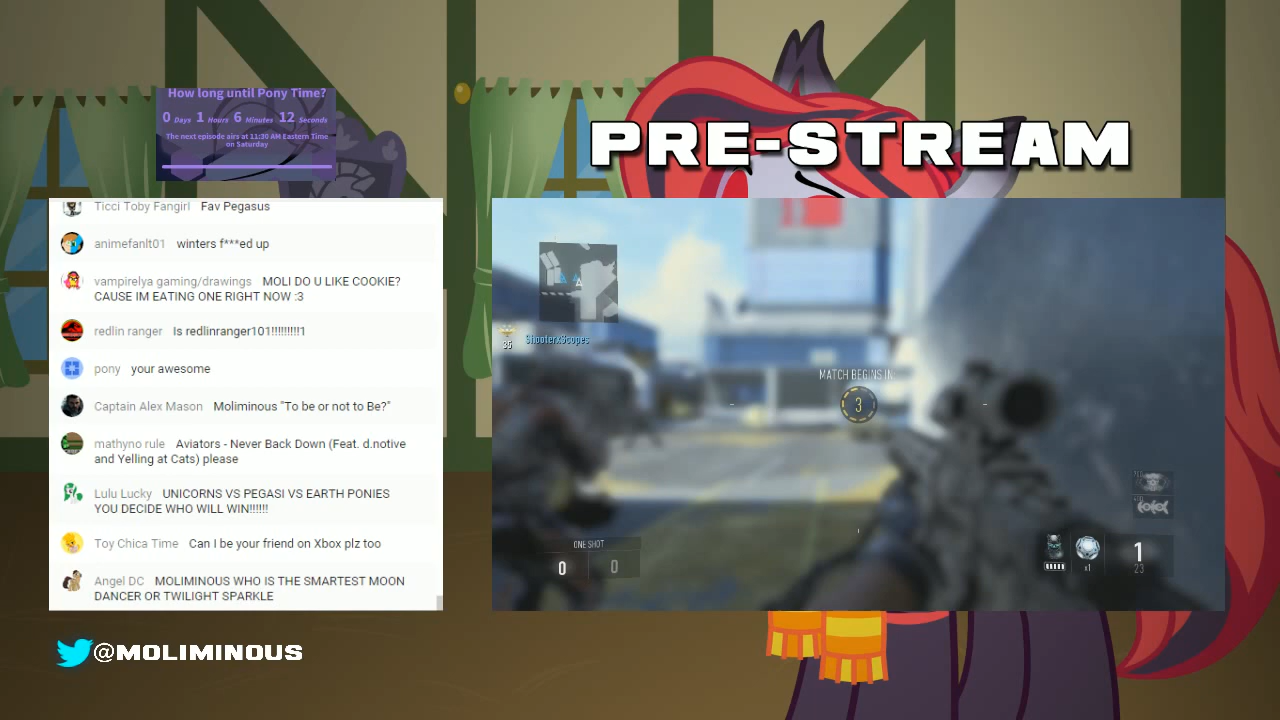 How long until Pony Time?
0 Days 1 Hours 6 Minutes 12 Seconds
The next episode airs at 11:30 AM Eastern Time
on Saturday
PRE-STREAM
Ticci Toby Fangirl Fav Pegasus
animefanlt01 winters f***ed up
vampirelya gaming/drawings MOLI DO U LIKE COOKIE?
CAUSE IM EATING ONE RIGHT NOW :3
redlin ranger Is redlinranger101!!!!!!!!!1
pony your awesome
Captain Alex Mason Moliminous "To be or not to Be?"
mathyno rule Aviators - Never Back Down (Feat. d.notive
and Yelling at Cats) please
Lulu Lucky UNICORNS VS PEGASI VS EARTH PONIES
YOU DECIDE WHO WILL WIN!!!!!!
Toy Chica Time Can I be your friend on Xbox plz too
Angel DC MOLIMINOUS WHO IS THE SMARTEST MOON
DANCER OR TWILIGHT SPARKLE
ShooterxScopes
MATCH BEGINS IN
3
ONE SHOT
0 0
x1
1
23
@MOLIMINOUS